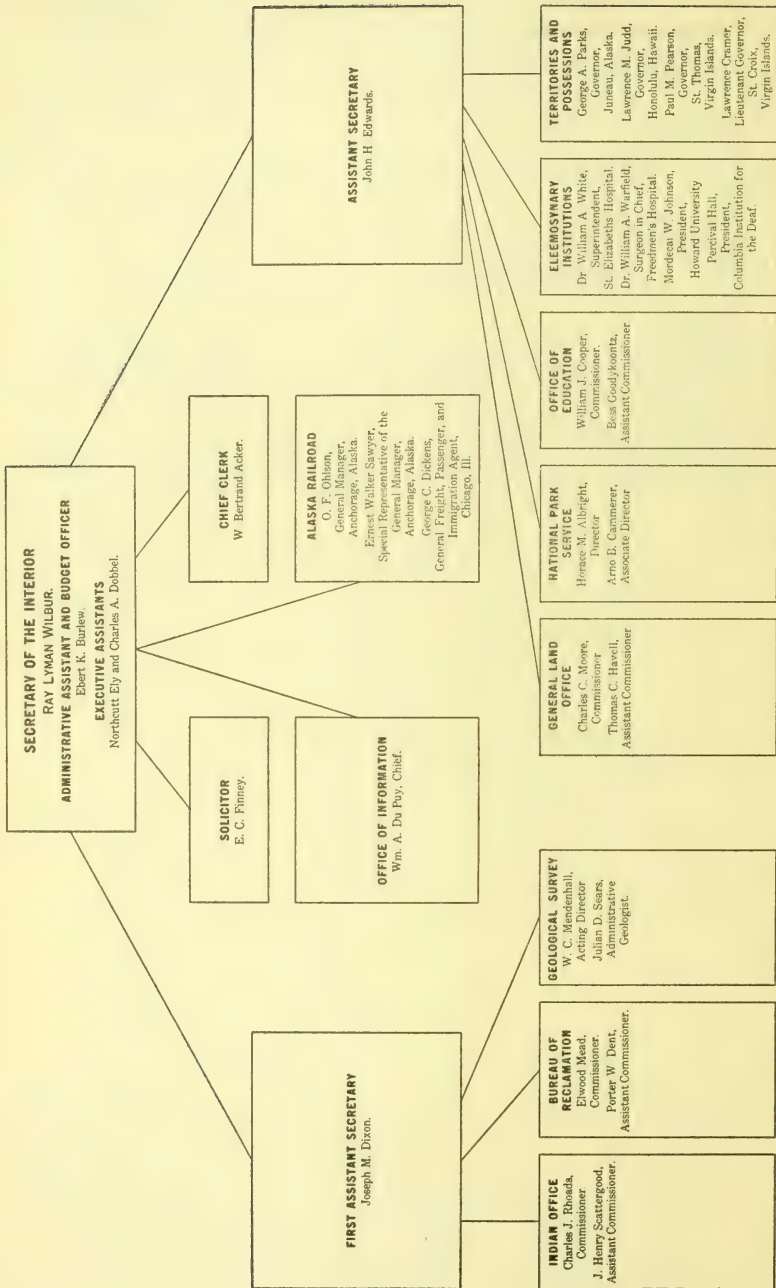 SECRETARY OF THE INTERIOR
RAY LYMAN WILBUR.
ADMINISTRATIVE ASSISTANT AND BUDGET OFFICER
Ebert K. Burlew.
EXECUTIVE ASSISTANTS
Northcutt Ely and Charles A. Dobbel.
FIRST ASSISTANT SECRETARY
Joseph M. Dixon.
SOLICITOR
E. C. Finney.
CHIEF CLERK
W Bertrand Acker.
ASSISTANT SECRETARY
John H Edwards.
OFFICE OF INFORMATION
Wm. A. Du Puy, Chief.
ALASKA RAILROAD
O. F. Ohlson,
General Manager,
Anchorage, Alaska.
Ernest Walker Sawyer,
Special Representative of the
General Manager,
Anchorage, Alaska.
George C. Dickens,
General Freight, Passenger, and
Immigration Agent,
Chicago, Ill.
INDIAN OFFICE
Charles J. Rhoads,
Commissioner
J. Henry Scattergood,
Assistant Commissioner.
BUREAU OF
RECLAMATION
Elwood Mead,
Commissioner.
Porter W Dent,
Assistant Commissioner.
GEOLOGICAL SURVEY
W. C. Mendenhall,
Acting Director
Julian D. Sears,
Administrative
Geologist.
GENERAL LAND
OFFICE
Charles C. Moore,
Commissioner
Thomas C. Havell,
Assistant Commissioner
NATIONAL PARK
SERVICE
Horace M. Albright,
Director
Arno B. Cammerer,
Associate Director
OFFICE OF
EDUCATION
William J. Cooper,
Commissioner.
Bess Goodykoontz,
Assistant Commissioner
ELEEMOSYNARY
INSTITUTIONS
Dr William A White,
Superintendent,
St. Elizabeths Hospital.
Dr. William A. Warfield,
Surgeon in Chief,
Freedmen's Hospital.
Mordecai W. Johnson,
President,
Howard University
Percival Hall,
President,
Columbia Institution for
the Deaf.
TERRITORIES AND
POSSESSIONS
George A. Parks,
Governor,
Juneau, Alaska.
Lawrence M. Judd,
Governor,
Honolulu, Hawaii.
Paul M. Pearson,
Governor,
St. Thomas,
Virgin Islands.
Lawrence Cramer,
Lieutenant Governor,
St. Croix,
Virgin Islands.